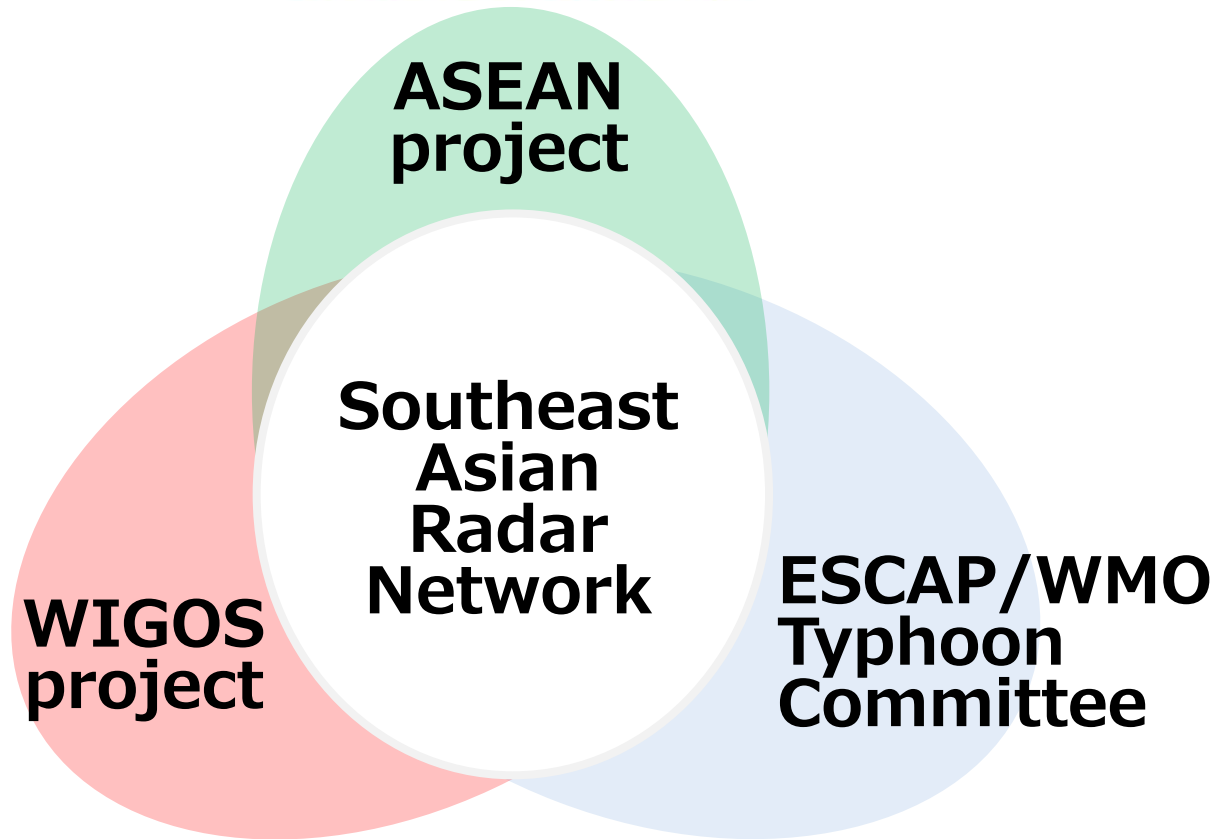 ASEAN
project
Southeast
Asian
Radar
Network
WIGOS
project
ESCAP/WMO
Typhoon
Committee